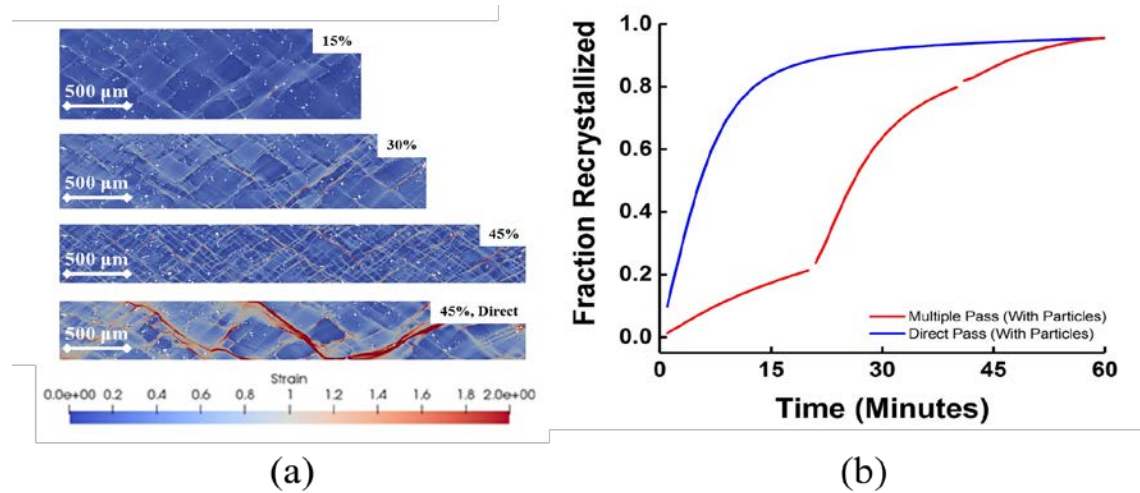 15%
500 µm
30%
500 µm
45%
500 µm
45%, Direct
500 µm
Strain
0.0e+00 0.2 0.4 0.6 0.8 1 1.2 1.4 1.6 1.8 2.0e+00
(a)
Fraction Recrystallized
1.0
0.8
0.6
0.4
0.2
0.0
Multiple Pass (With Particles)
Direct Pass (With Particles)
0 15 30 45 60
Time (Minutes)
(b)